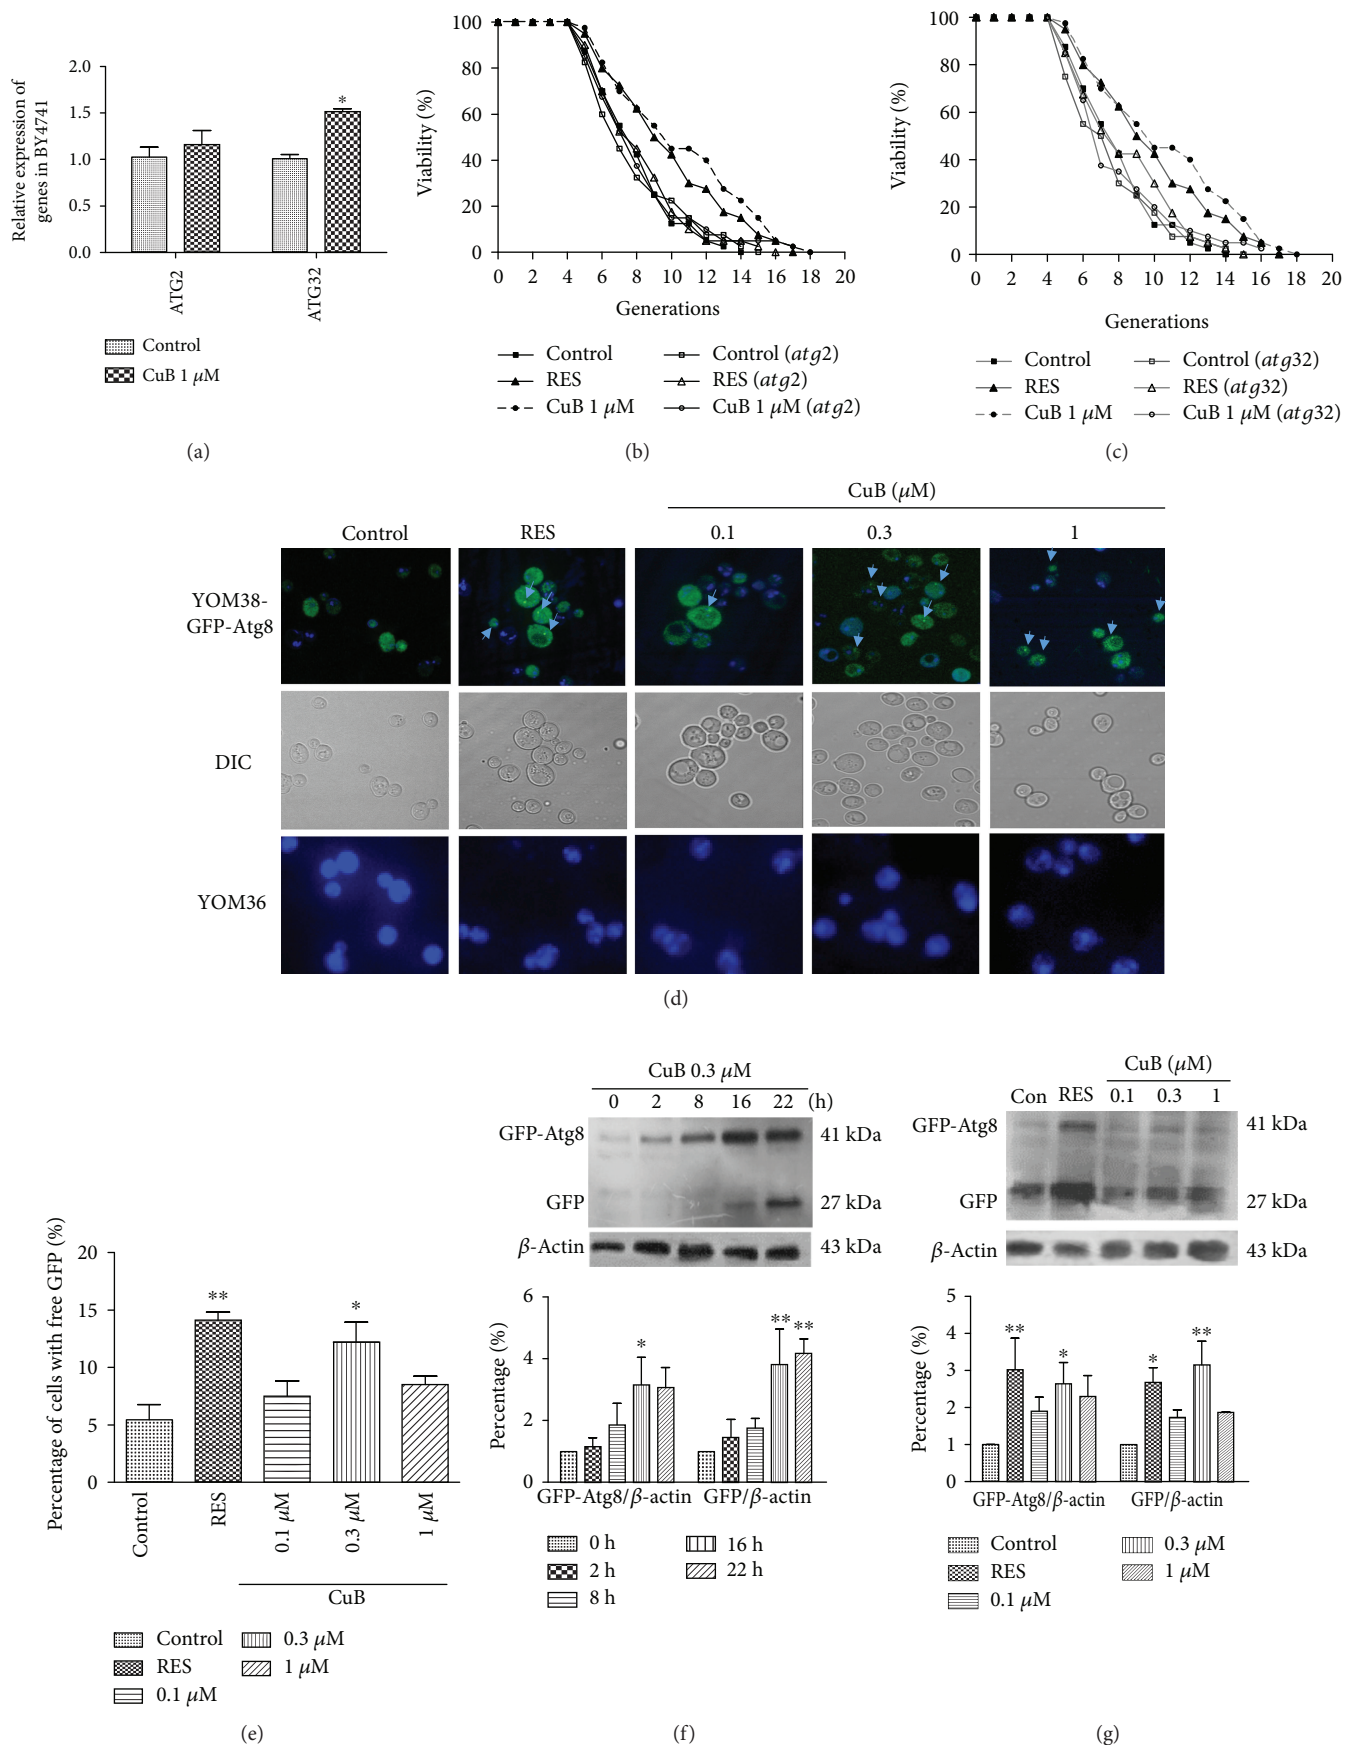 Relative expression of
genes in BY4741
2.0
1.5
1.0
0.5
0.0
*
ATG2
ATG32
Control
CuB 1 μM
(a)
Viability (%)
100
80
60
40
20
0
0 2 4 6 8 10 12 14 16 18 20
Generations
Control
RES
CuB 1 μM
Control (atg2)
RES (atg2)
CuB 1 μM (atg2)
(b)
Viability (%)
100
80
60
40
20
0
0 2 4 6 8 10 12 14 16 18 20
Generations
Control
RES
CuB 1 μM
Control (atg32)
RES (atg32)
CuB 1 μM (atg32)
(c)
CuB (μM)
Control RES 0.1 0.3 1
YOM38-
GFP-Atg8
DIC
YOM36
(d)
Percentage of cells with free GFP (%)
20
15
10
5
0
**
*
Control
RES
0.1 μM
0.3 μM
1 μM
CuB
Control
RES
0.1 μM
0.3 μM
1 μM
(e)
CuB 0.3 μM
0 2 8 16 22 (h)
GFP-Atg8 41 kDa
GFP 27 kDa
β-Actin 43 kDa
Percentage (%)
6
4
2
0
* ** **
GFP-Atg8/β-actin GFP/β-actin
0 h
2 h
8 h
16 h
22 h
(f)
CuB (μM)
Con RES 0.1 0.3 1
GFP-Atg8 41 kDa
GFP 27 kDa
β-Actin 43 kDa
Percentage (%)
5
4
3
2
1
0
** * * **
GFP-Atg8/β-actin GFP/β-actin
Control
RES
0.1 μM
0.3 μM
1 μM
(g)